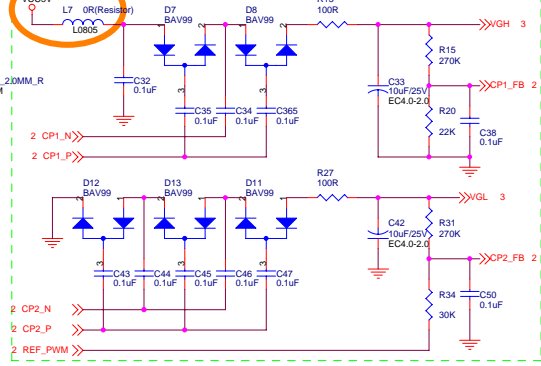 L7 0R(Resistor)
L0805
D7
BAV99
D8
BAV99
100R
VGH 3
R15
270K
C32
0.1uF
C33
10uF/25V
EC4.0-2.0
CP1_FB 2
C35
0.1uF
C34
0.1uF
C365
0.1uF
R20
22K
C38
0.1uF
2 CP1_N
2 CP1_P
D12
BAV99
D13
BAV99
D11
BAV99
R27
100R
VGL 3
C42
10uF/25V
EC4.0-2.0
R31
270K
CP2_FB 2
C43
0.1uF
C44
0.1uF
C45
0.1uF
C46
0.1uF
C47
0.1uF
R34
30K
C50
0.1uF
2 CP2_N
2 CP2_P
2 REF_PWM